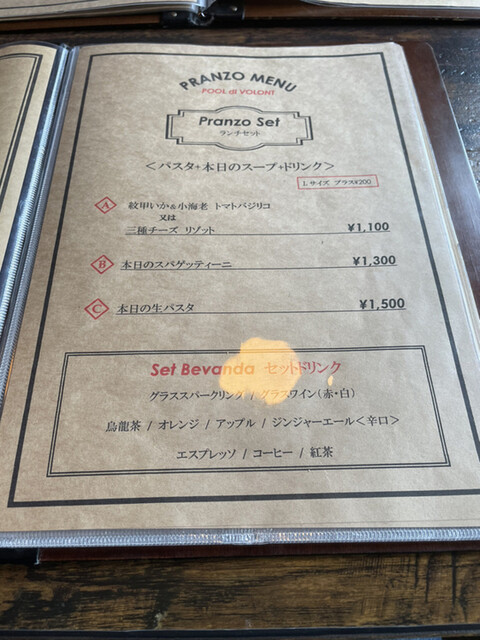 PRANZO MENU
POOL di VOLONT
Pranzo Set
ランチセット
＜パスタ+本日のスープ+ドリンク＞
Lサイズ プラス¥200
A 紋甲いか&小海老 トマトバジリコ
又は
三種チーズ リゾット ¥1,100
B 本日のスパゲッティーニ ¥1,300
C 本日の生パスタ ¥1,500
Set Bevanda セットドリンク
グラススパークリング / グラスワイン(赤・白)
烏龍茶 / オレンジ / アップル / ジンジャーエール＜辛口＞
エスプレッソ / コーヒー / 紅茶